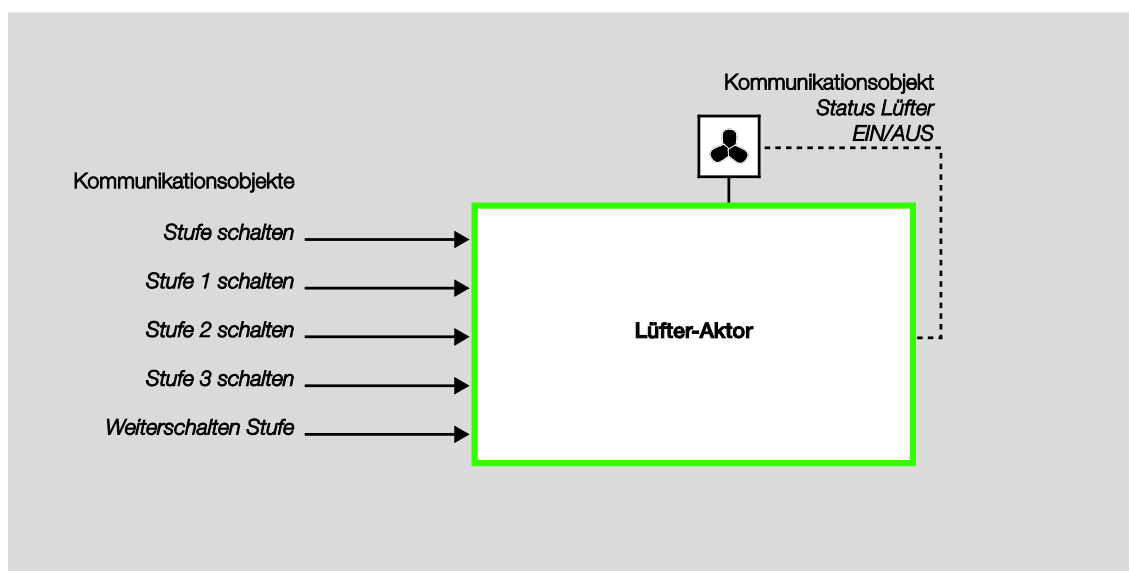 Kommunikationsobjekt
Status Lüfter
EIN/AUS
Kommunikationsobjekte
Stufe schalten
Stufe 1 schalten
Stufe 2 schalten
Stufe 3 schalten
Weiterschalten Stufe
Lüfter-Aktor